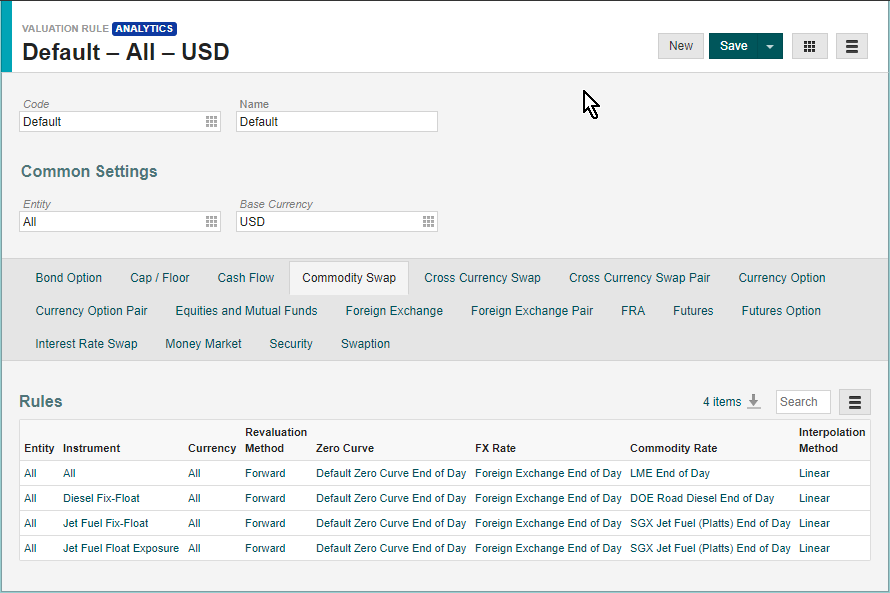 VALUATION RULE ANALYTICS
Default – All – USD
New Save
Code Name
Default Default
Common Settings
Entity Base Currency
All USD
Bond Option Cap / Floor Cash Flow Commodity Swap Cross Currency Swap Cross Currency Swap Pair Currency Option
Currency Option Pair Equities and Mutual Funds Foreign Exchange Foreign Exchange Pair FRA Futures Futures Option
Interest Rate Swap Money Market Security Swaption
Rules 4 items Search
Entity Instrument Currency Revaluation Method Zero Curve FX Rate Commodity Rate Interpolation Method
All All All Forward Default Zero Curve End of Day Foreign Exchange End of Day LME End of Day Linear
All Diesel Fix-Float All Forward Default Zero Curve End of Day Foreign Exchange End of Day DOE Road Diesel End of Day Linear
All Jet Fuel Fix-Float All Forward Default Zero Curve End of Day Foreign Exchange End of Day SGX Jet Fuel (Platts) End of Day Linear
All Jet Fuel Float Exposure All Forward Default Zero Curve End of Day Foreign Exchange End of Day SGX Jet Fuel (Platts) End of Day Linear